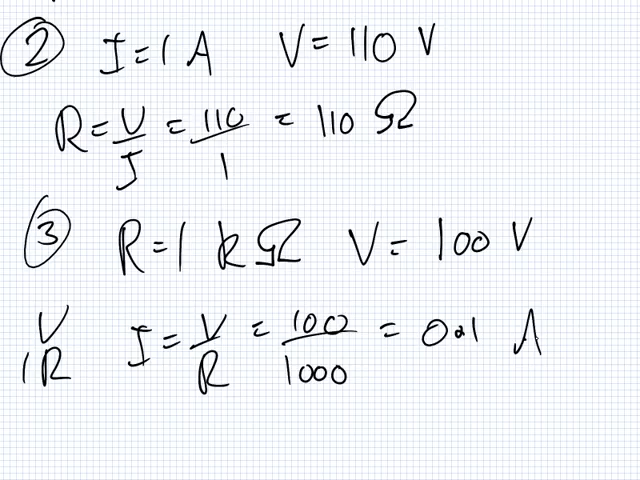 ② I = 1 A V = 110 V
R = V/I = 110/1 = 110 Ω
③ R = 1 kΩ V = 100 V
V
IR I = V/R = 100/1000 = 0.1 A